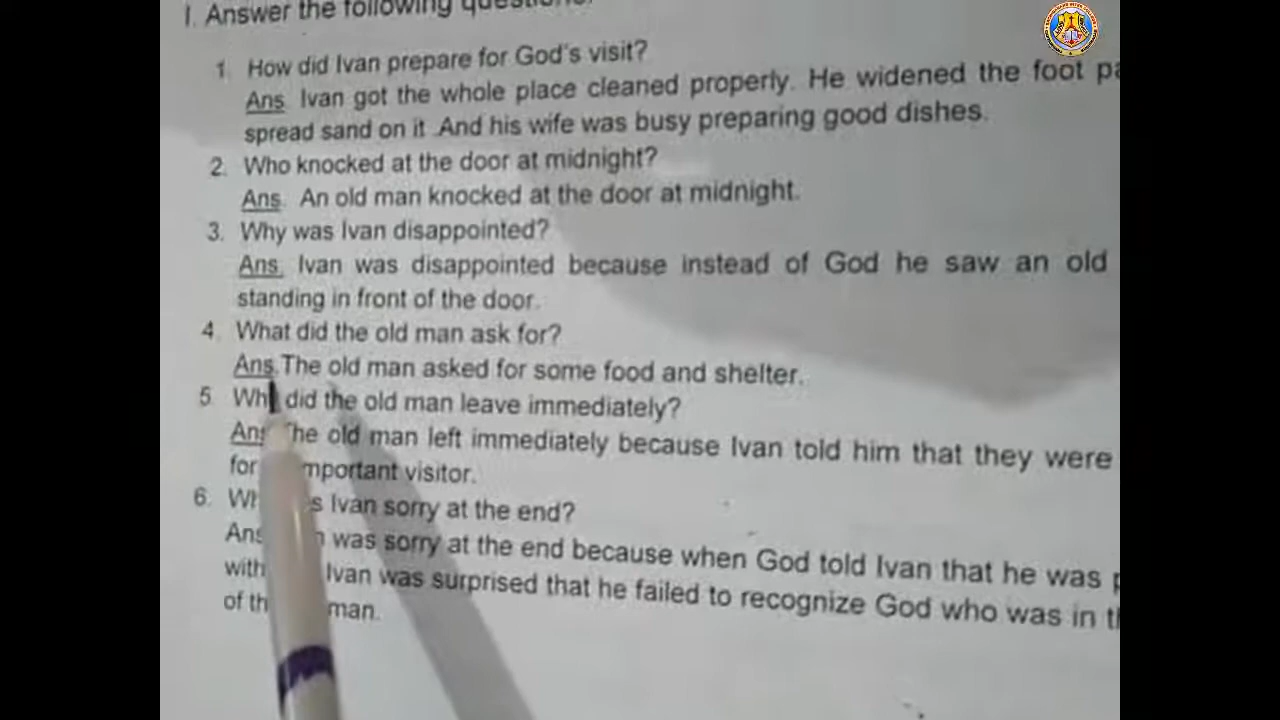 I. Answer the following
1. How did Ivan prepare for God's visit?
Ans. Ivan got the whole place cleaned properly. He widened the foot pa
spread sand on it .And his wife was busy preparing good dishes.
2. Who knocked at the door at midnight?
Ans. An old man knocked at the door at midnight.
3. Why was Ivan disappointed?
Ans. Ivan was disappointed because instead of God he saw an old
standing in front of the door.
4. What did the old man ask for?
Ans.The old man asked for some food and shelter.
5. Wh did the old man leave immediately?
Ans The old man left immediately because Ivan told him that they were
for mportant visitor.
6. Wh s Ivan sorry at the end?
Ans n was sorry at the end because when God told Ivan that he was p
with Ivan was surprised that he failed to recognize God who was in th
of th man.